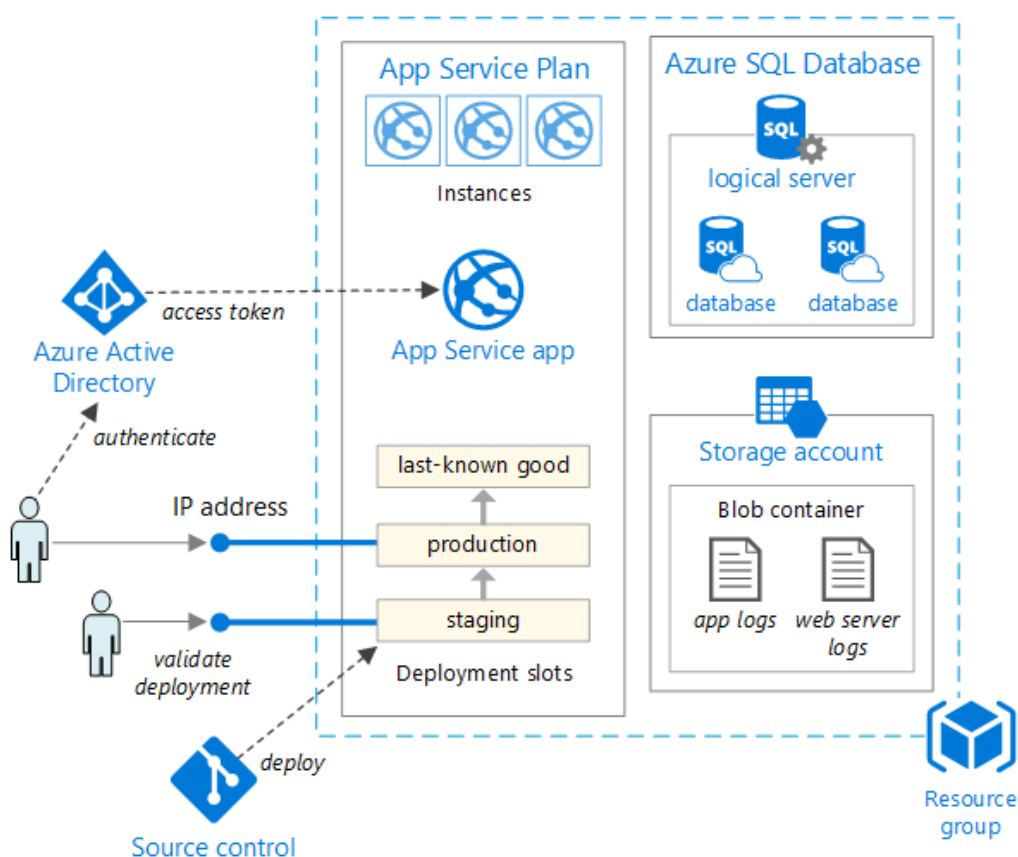 App Service Plan
Instances
App Service app
last-known good
production
staging
Deployment slots
Azure SQL Database
SQL
logical server
SQL
SQL
database
database
Storage account
Blob container
app logs
web server
logs
access token
Azure Active
Directory
authenticate
IP address
validate
deployment
deploy
Source control
Resource
group